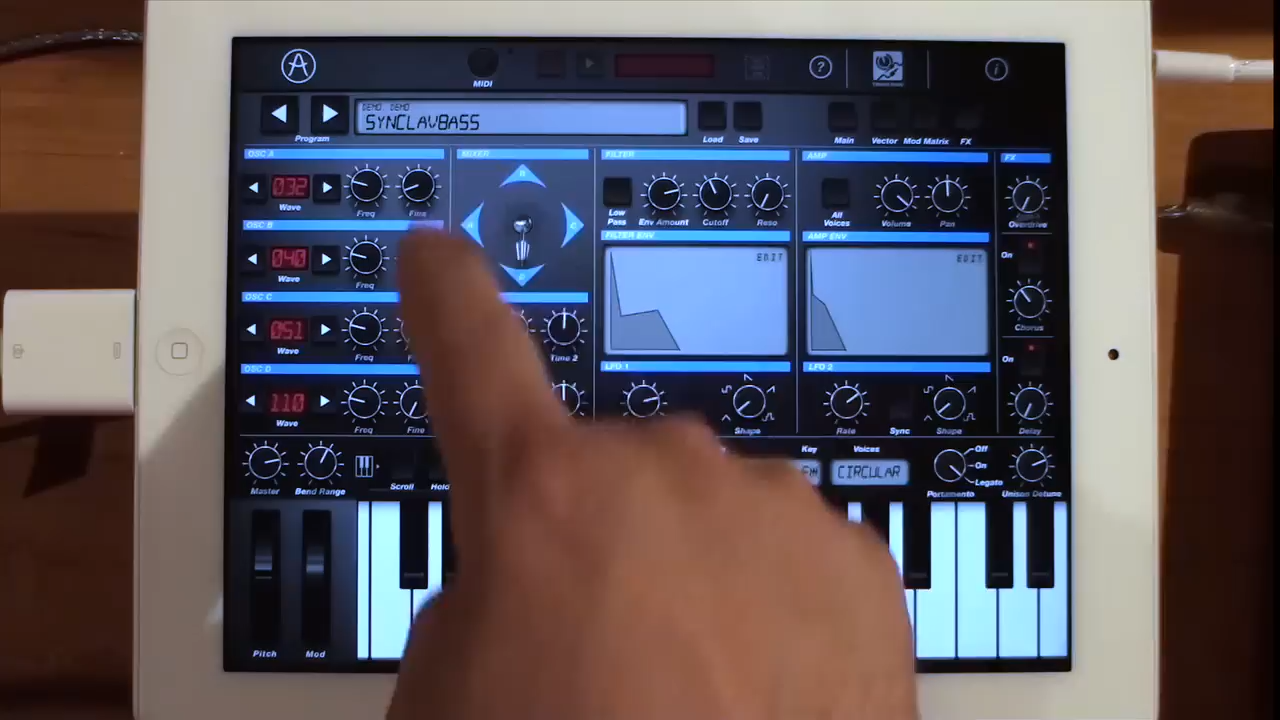 MIDI
?
i
DEMO DEMO
SYNCLAVBASS
Program
Load Save
Main Vector Mod Matrix FX
OSC A
MIXER
FILTER
AMP
FX
032
Wave Freq Fine
B
A C
D
Low Pass
Env Amount Cutoff Reso
All Voices
Volume Pan
Overdrive
OSC B
040
Wave Freq
FILTER ENV
EDIT
AMP ENV
EDIT
On
Chorus
OSC C
051
Wave Freq
Tune 2
On
OSC D
110
Wave Freq Fine
LFO 1
Shape
LFO 2
Rate Sync Shape
Delay
Master Bend Range
Scroll
Key
Voices
CIRCULAR
Off
On
Legato
Portamento
Unison Detune
Pitch Mod